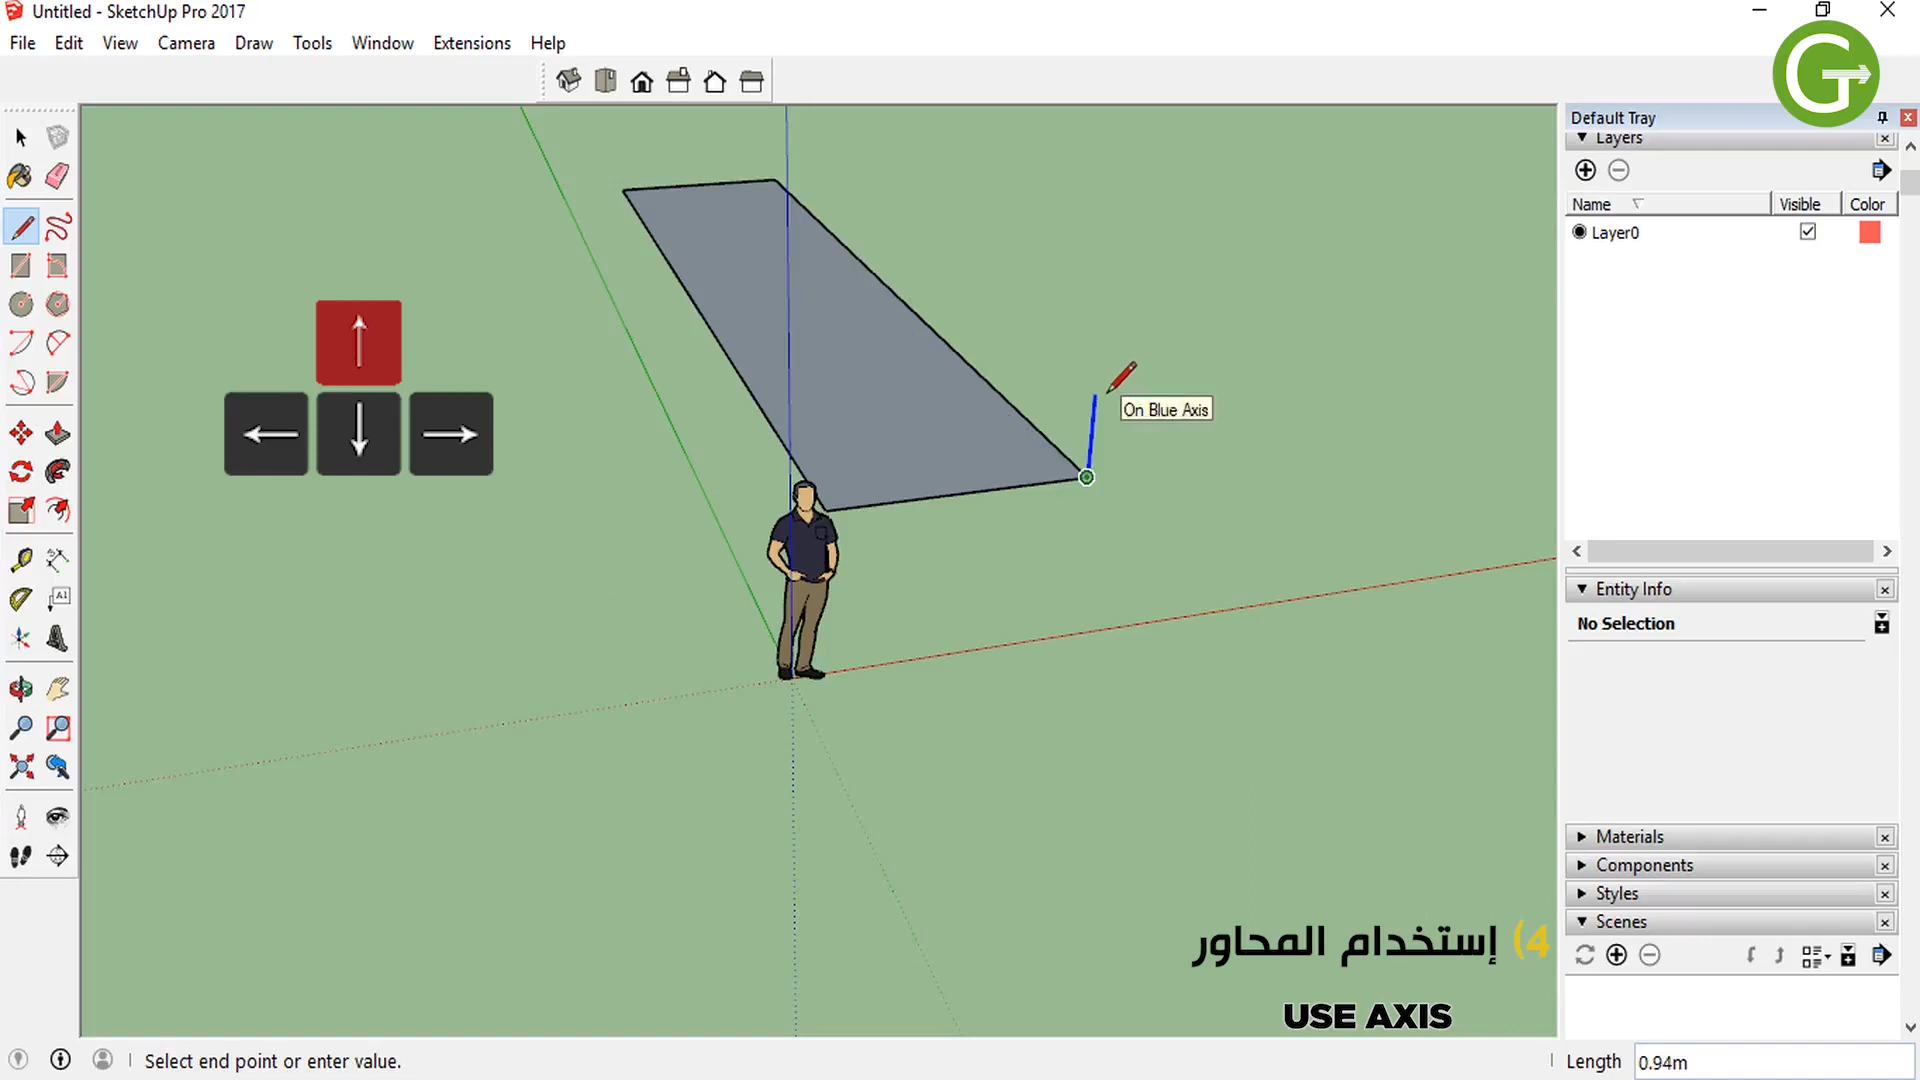 Untitled - SketchUp Pro 2017
File Edit View Camera Draw Tools Window Extensions Help
G
Default Tray
Layers
Name Visible Color
Layer0
On Blue Axis
A1
Entity Info
No Selection
Materials
Components
Styles
Scenes
4) إستخدام المحاور
USE AXIS
Select end point or enter value.
Length 0.94m